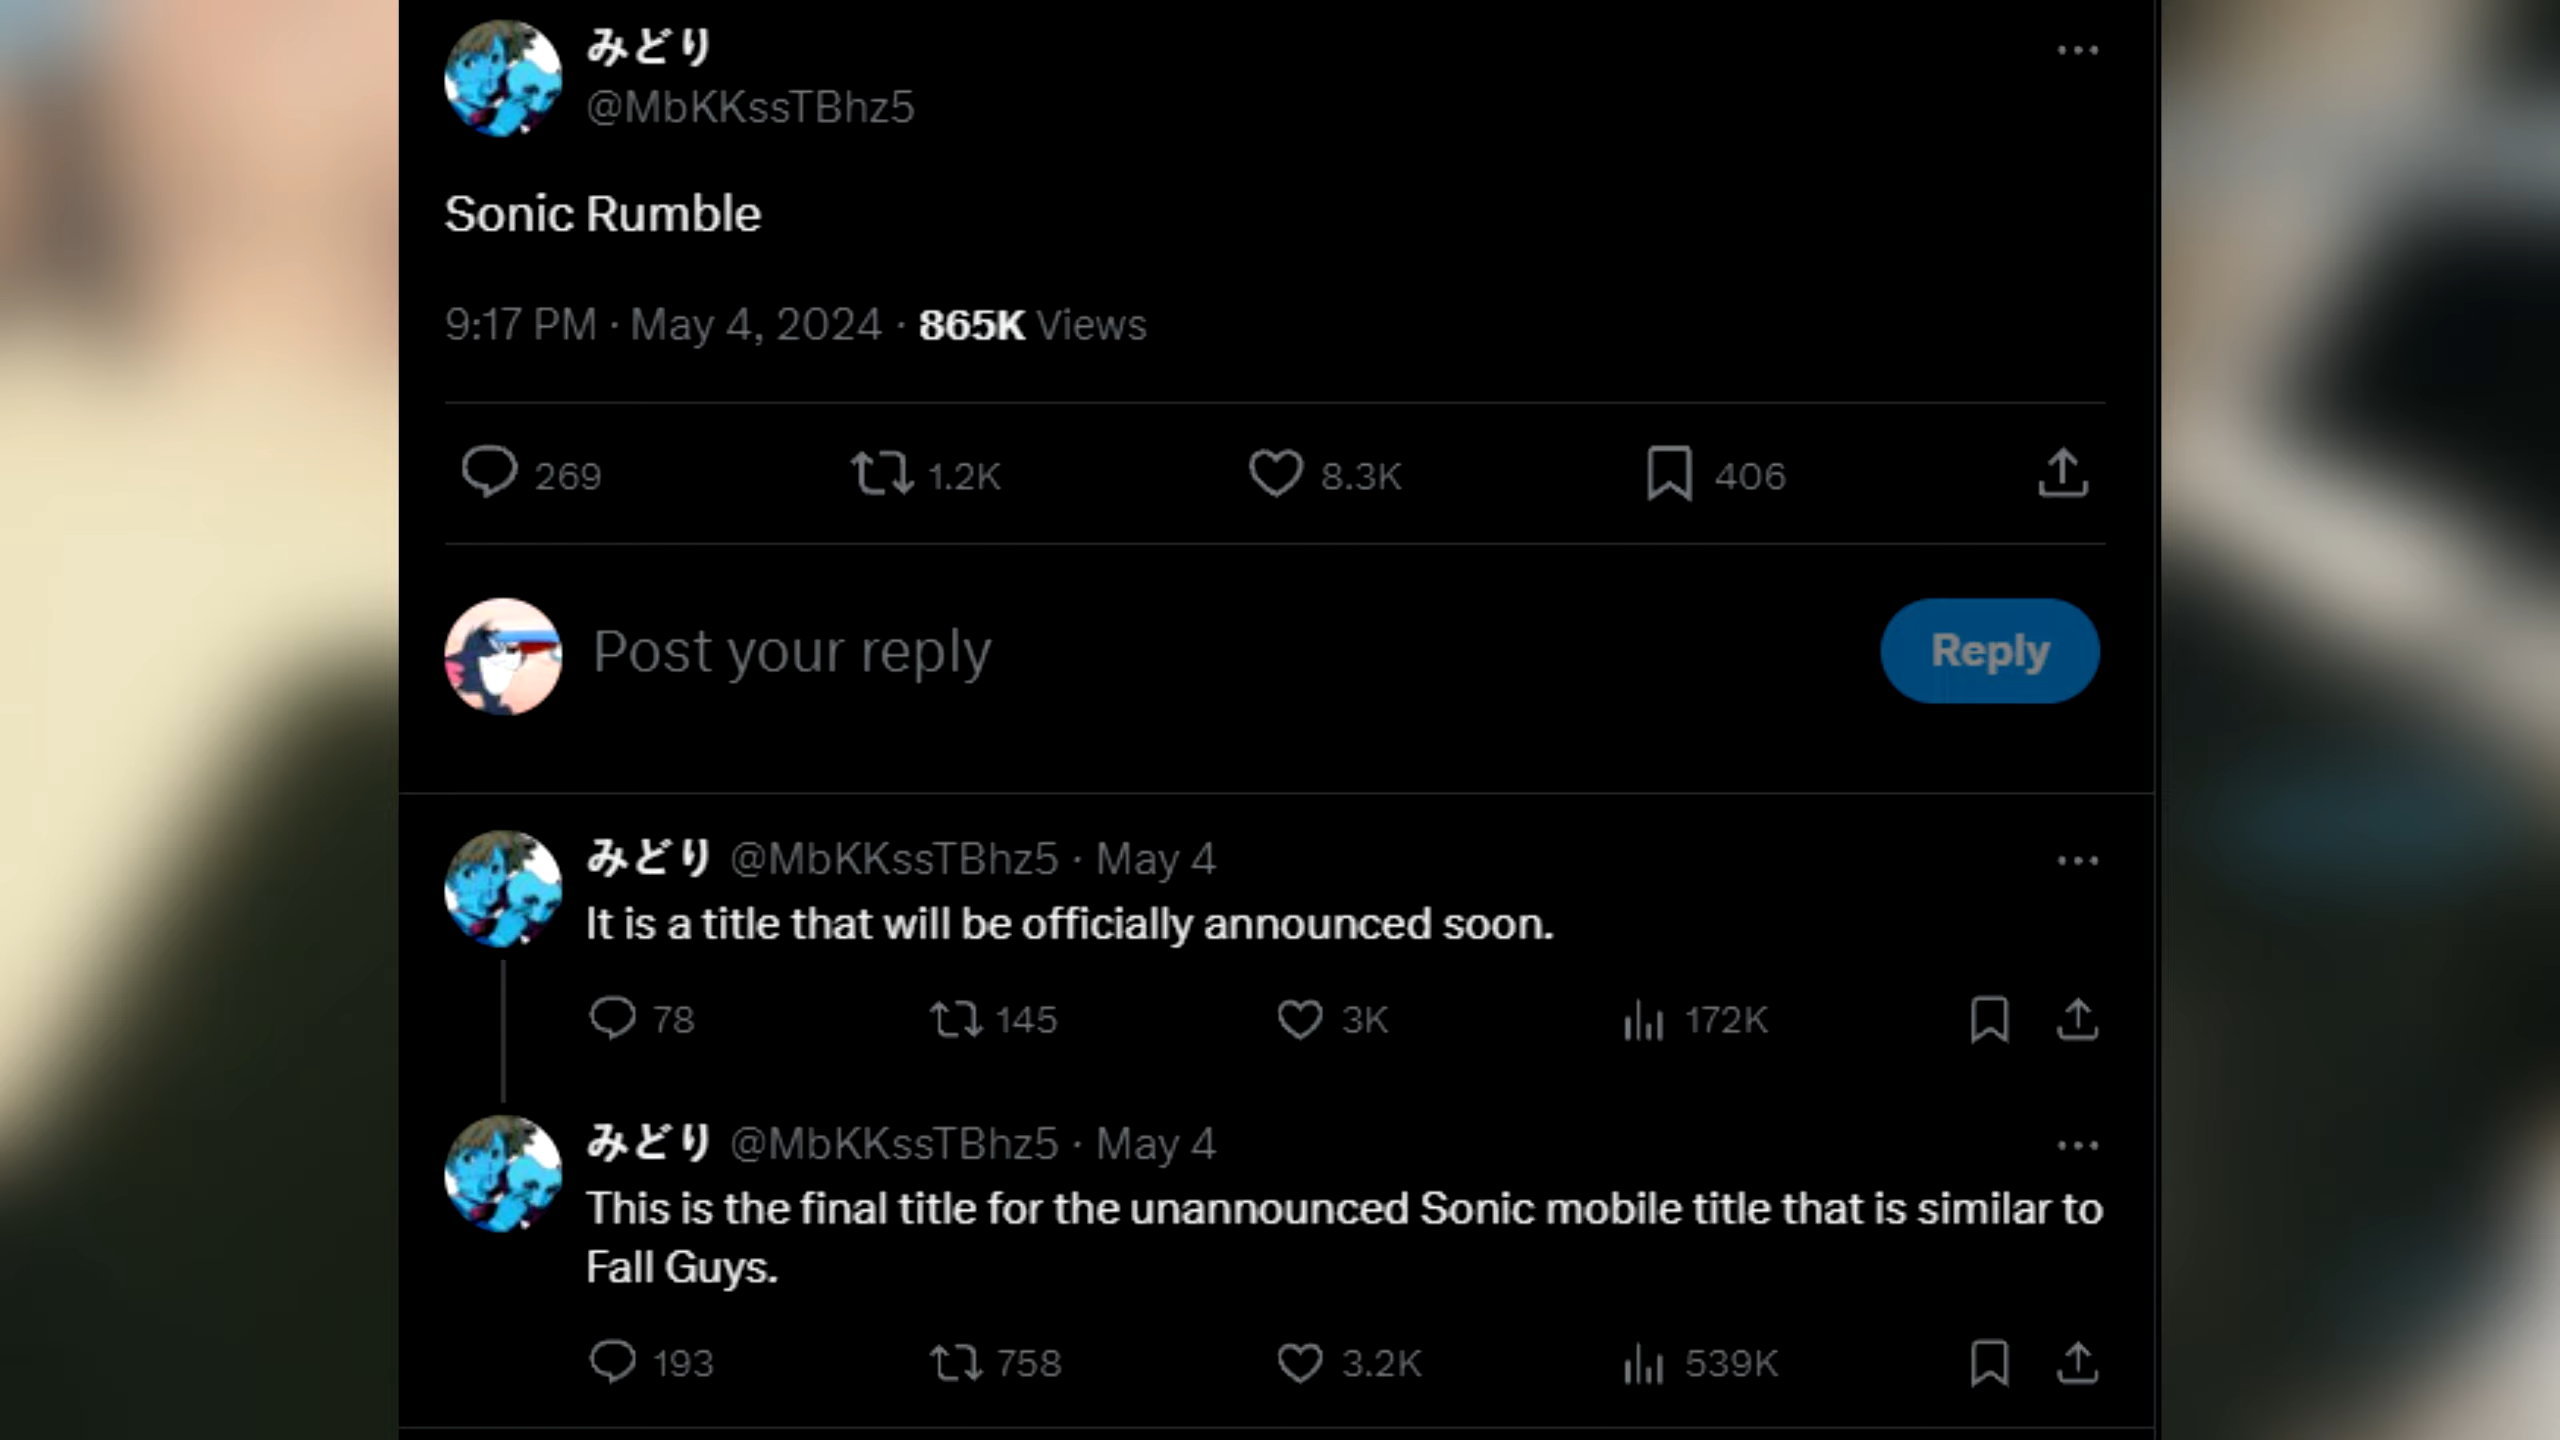 みどり
@MbKKssTBhz5
Sonic Rumble
9:17 PM · May 4, 2024 · 865K Views
269 1.2K 8.3K 406
Post your reply
Reply
みどり @MbKKssTBhz5 · May 4
It is a title that will be officially announced soon.
78 145 3K 172K
みどり @MbKKssTBhz5 · May 4
This is the final title for the unannounced Sonic mobile title that is similar to
Fall Guys.
193 758 3.2K 539K